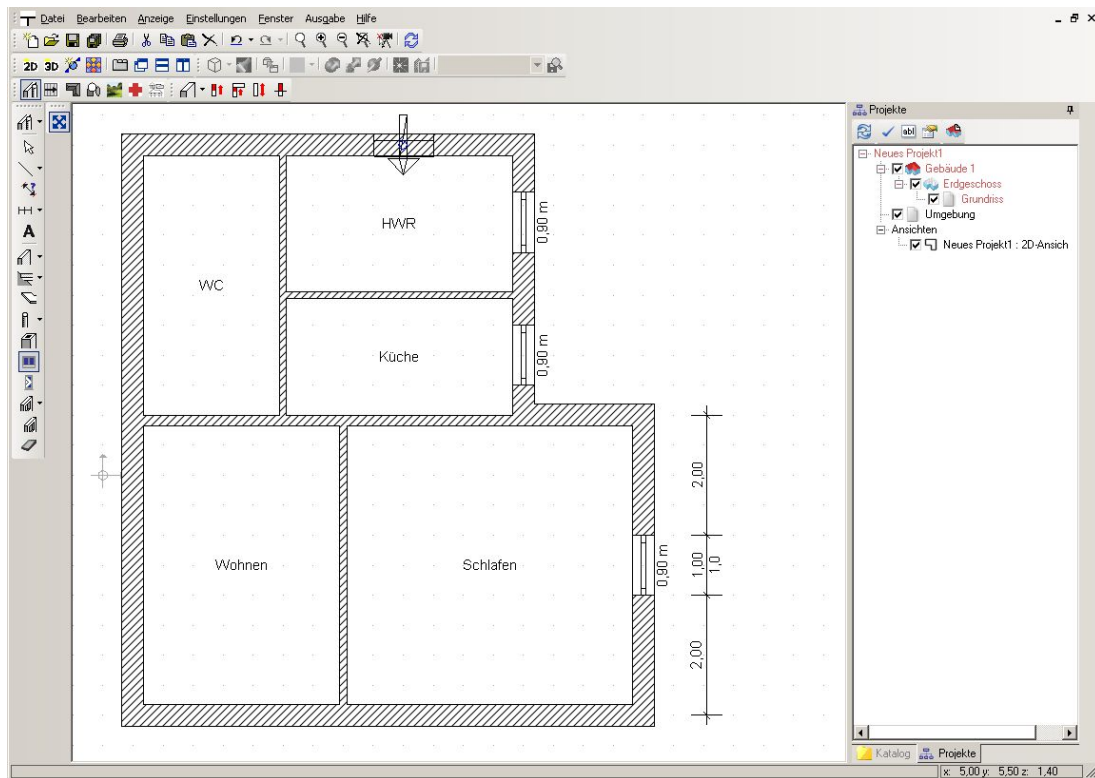 Datei Bearbeiten Anzeige Einstellungen Fenster Ausgabe Hilfe
2D 3D
abl
A
Projekte
Neues Projekt1
Gebäude 1
Erdgeschoss
Grundriss
Umgebung
Ansichten
Neues Projekt1 : 2D-Ansich
HWR
0,90 m
WC
Küche
0,90 m
2,00
Wohnen
Schlafen
0,90 m
1,00
1,0
2,00
Katalog Projekte
x: 5,00 y: 5,50 z: 1,40